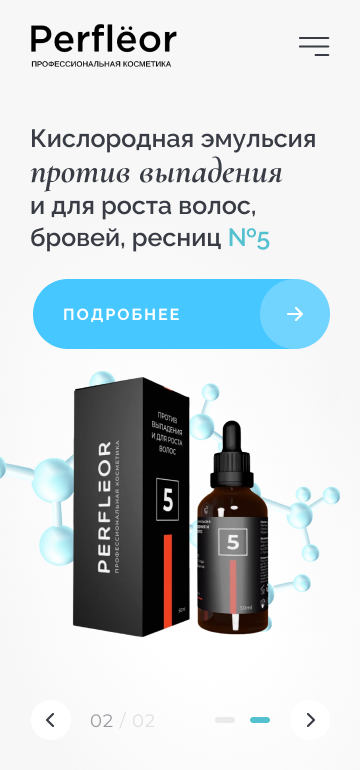 Perflëor
ПРОФЕССИОНАЛЬНАЯ КОСМЕТИКА
Кислородная эмульсия
против выпадения
и для роста волос,
бровей, ресниц №5
ПОДРОБНЕЕ
ПРОТИВ
ВЫПАДЕНИЯ
И ДЛЯ РОСТА
ВОЛОС
5
PERFLËOR
ПРОФЕССИОНАЛЬНАЯ КОСМЕТИКА
5
02 / 02